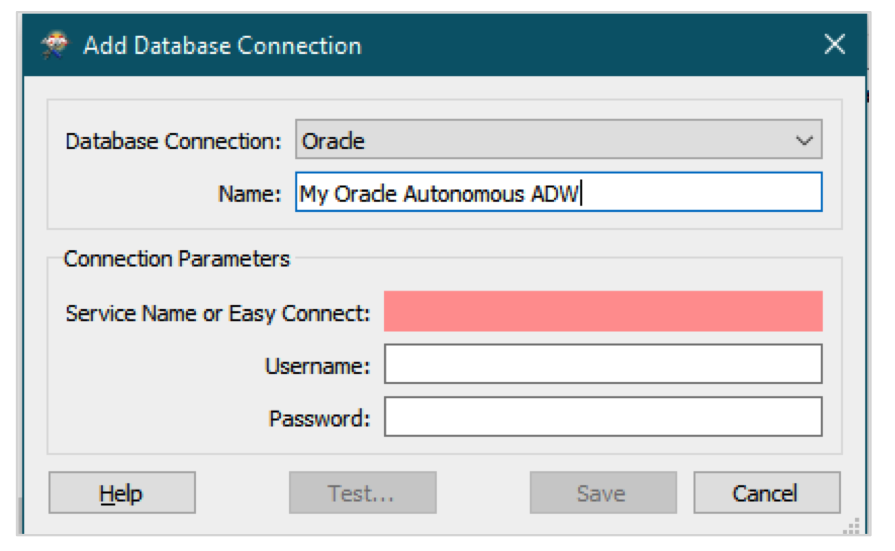 Add Database Connection
Database Connection: Oracle
Name: My Oracle Autonomous ADW
Connection Parameters
Service Name or Easy Connect:
Username:
Password:
Help Test... Save Cancel